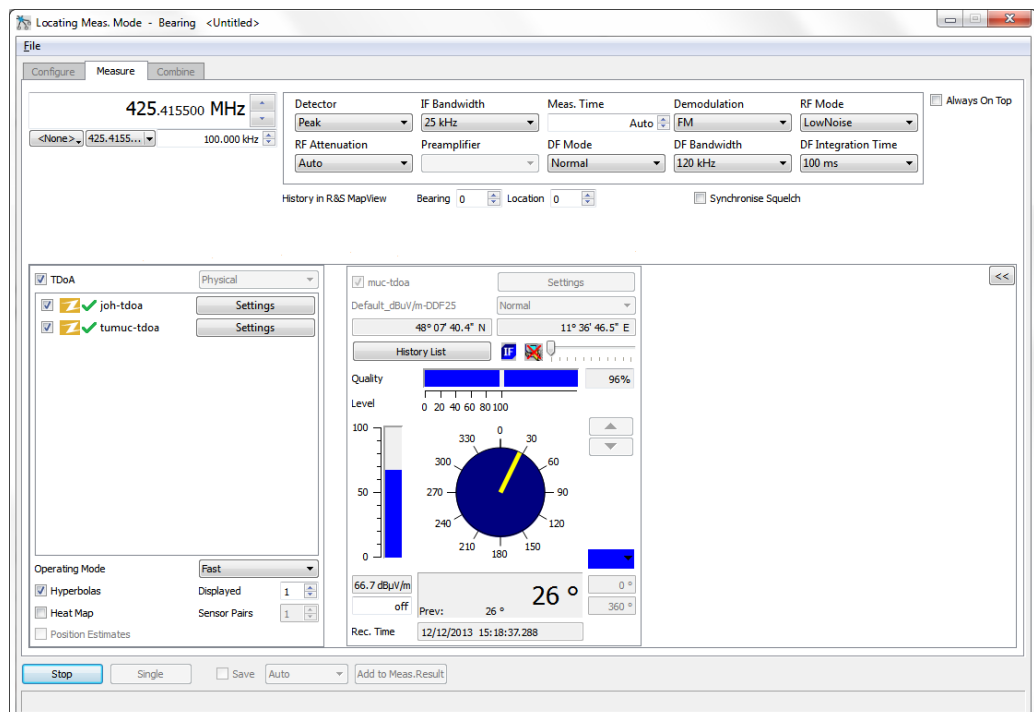 Locating Meas. Mode - Bearing <Untitled>
File
Configure Measure Combine
425.415500 MHz
<None> 425.4155... 100.000 kHz
Detector IF Bandwidth Meas. Time Demodulation RF Mode
Peak 25 kHz Auto FM LowNoise
RF Attenuation Preamplifier DF Mode DF Bandwidth DF Integration Time
Auto Normal 120 kHz 100 ms
Always On Top
History in R&S MapView Bearing 0 Location 0 Synchronise Squelch
TDoA Physical
joh-tdoa Settings
tumuc-tdoa Settings
Operating Mode Fast
Hyperbolas Displayed 1
Heat Map Sensor Pairs 1
Position Estimates
muc-tdoa Settings
Default_dBuV/m-DDF25 Normal
48° 07' 40.4" N 11° 36' 46.5" E
History List IF
Quality 96%
Level 0 20 40 60 80 100
100
50
0
0
330 30
300 60
270 90
240 120
210 150
180
66.7 dBµV/m
off
Prev: 26 ° 26 °
0 °
360 °
Rec. Time 12/12/2013 15:18:37.288
<<
Stop Single Save Auto Add to Meas.Result